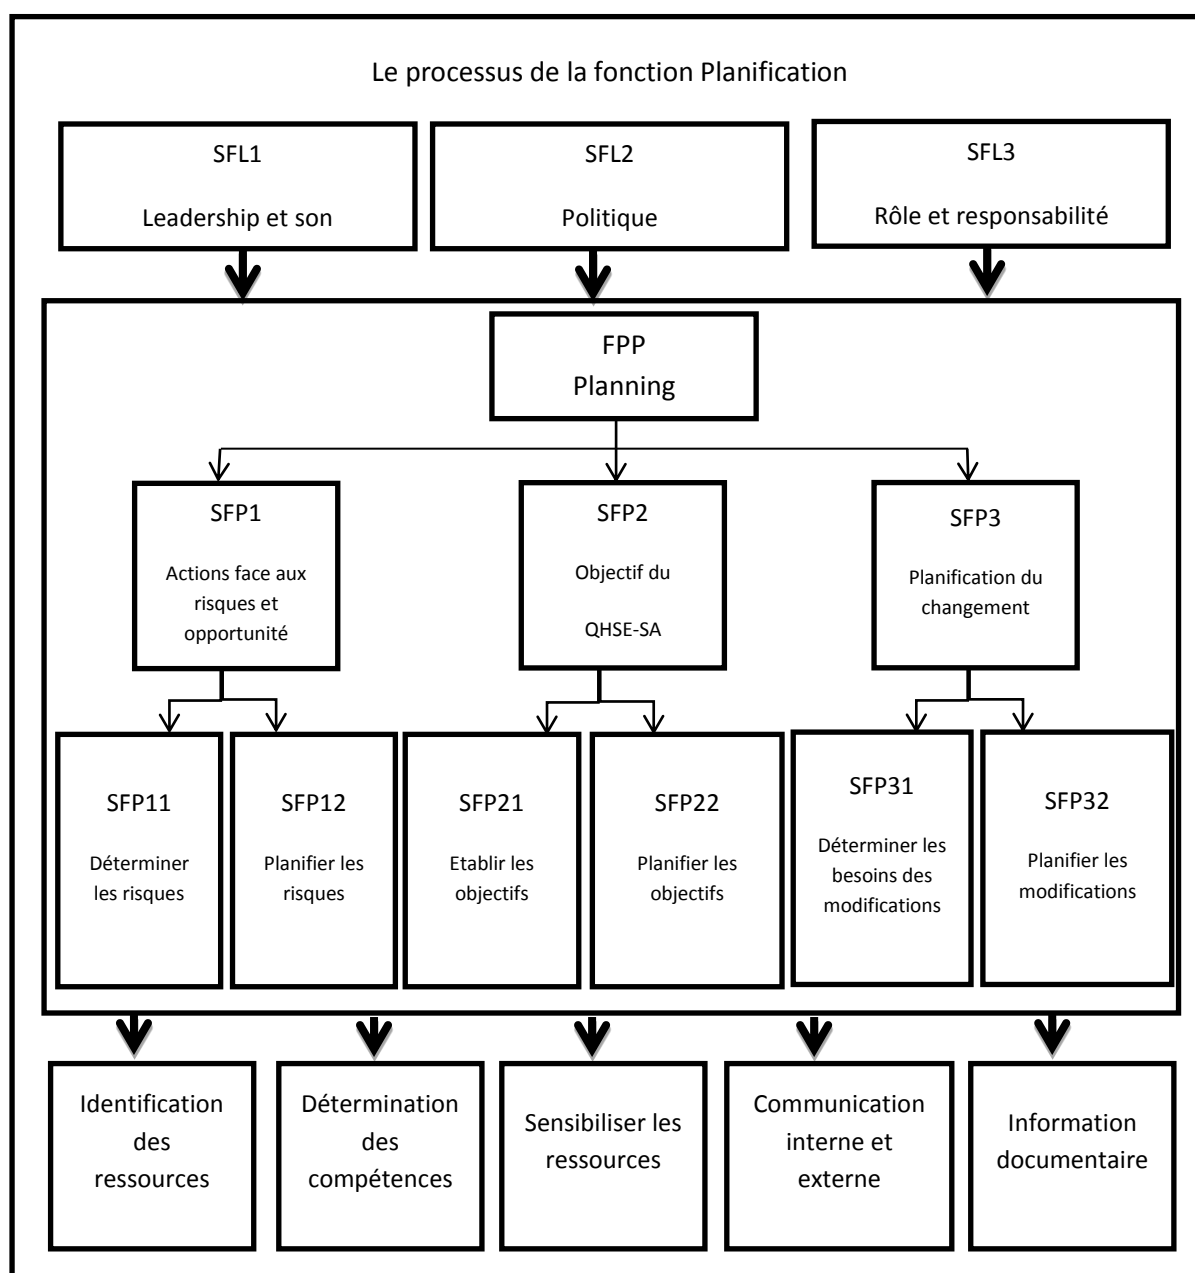 Le processus de la fonction Planification
SFL1
Leadership et son
SFL2
Politique
SFL3
Rôle et responsabilité
FPP
Planning
SFP1
Actions face aux
risques et
opportunité
SFP2
Objectif du
QHSE-SA
SFP3
Planification du
changement
SFP11
Déterminer
les risques
SFP12
Planifier les
risques
SFP21
Etablir les
objectifs
SFP22
Planifier les
objectifs
SFP31
Déterminer les
besoins des
modifications
SFP32
Planifier les
modifications
Identification
des
ressources
Détermination
des
compétences
Sensibiliser les
ressources
Communication
interne et
externe
Information
documentaire